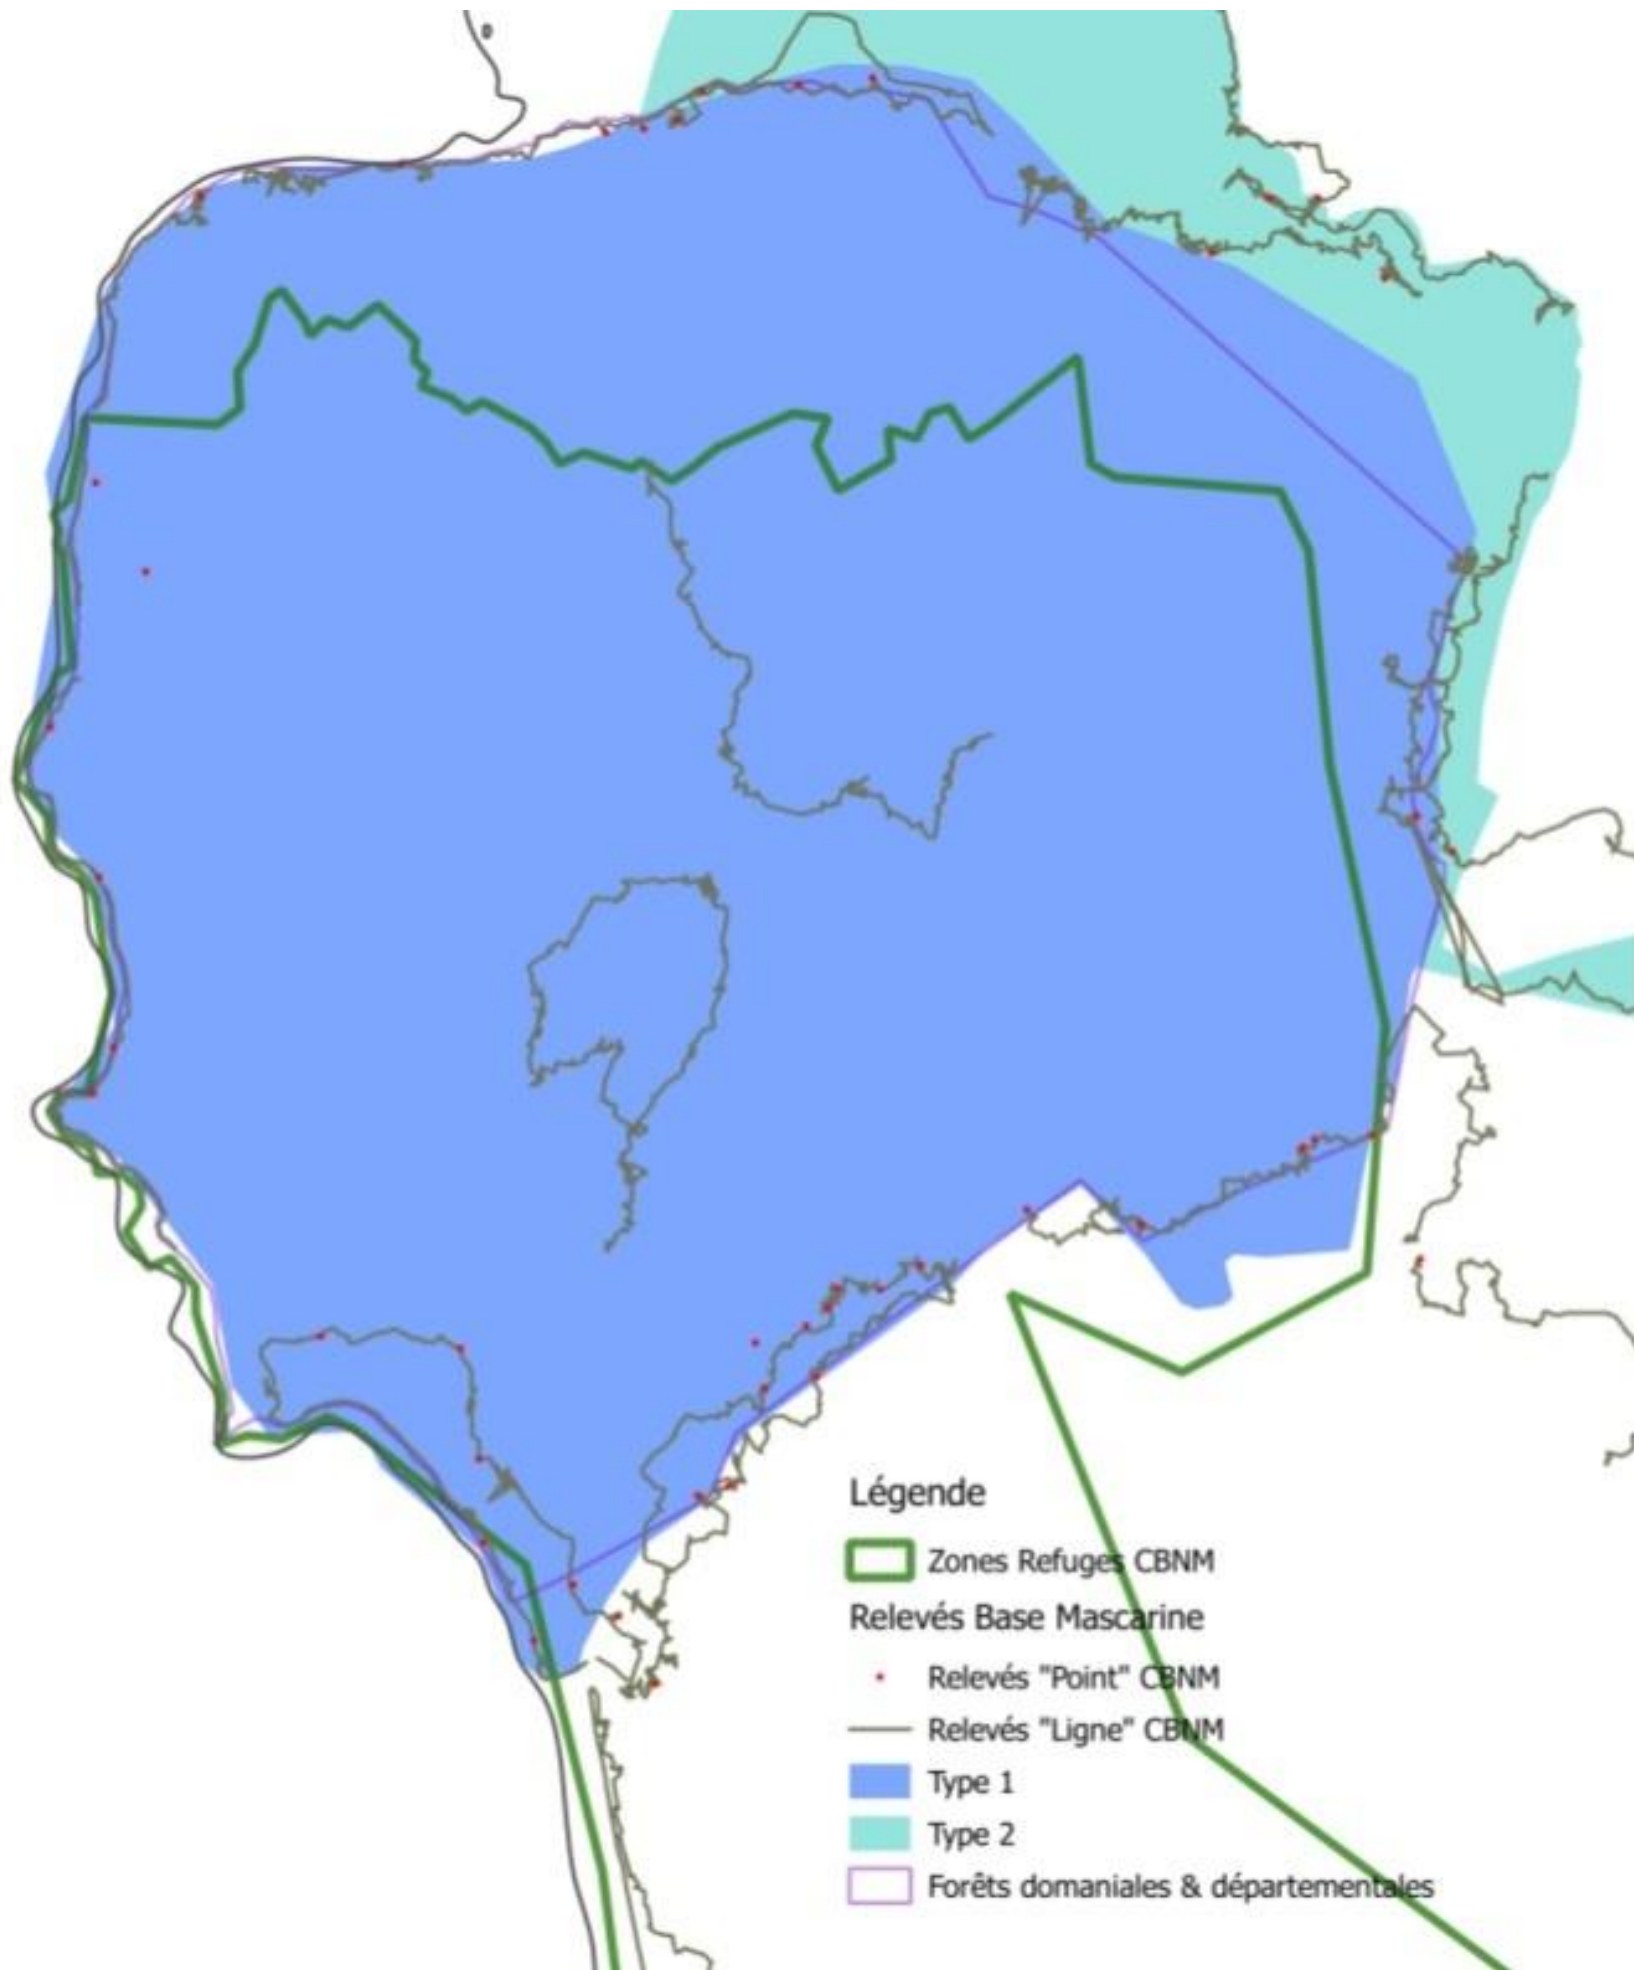 Légende
Zones Refuges CBNM
Relevés Base Mascarine
Relevés "Point" CBNM
Relevés "Ligne" CBNM
Type 1
Type 2
Forêts domaniales & départementales